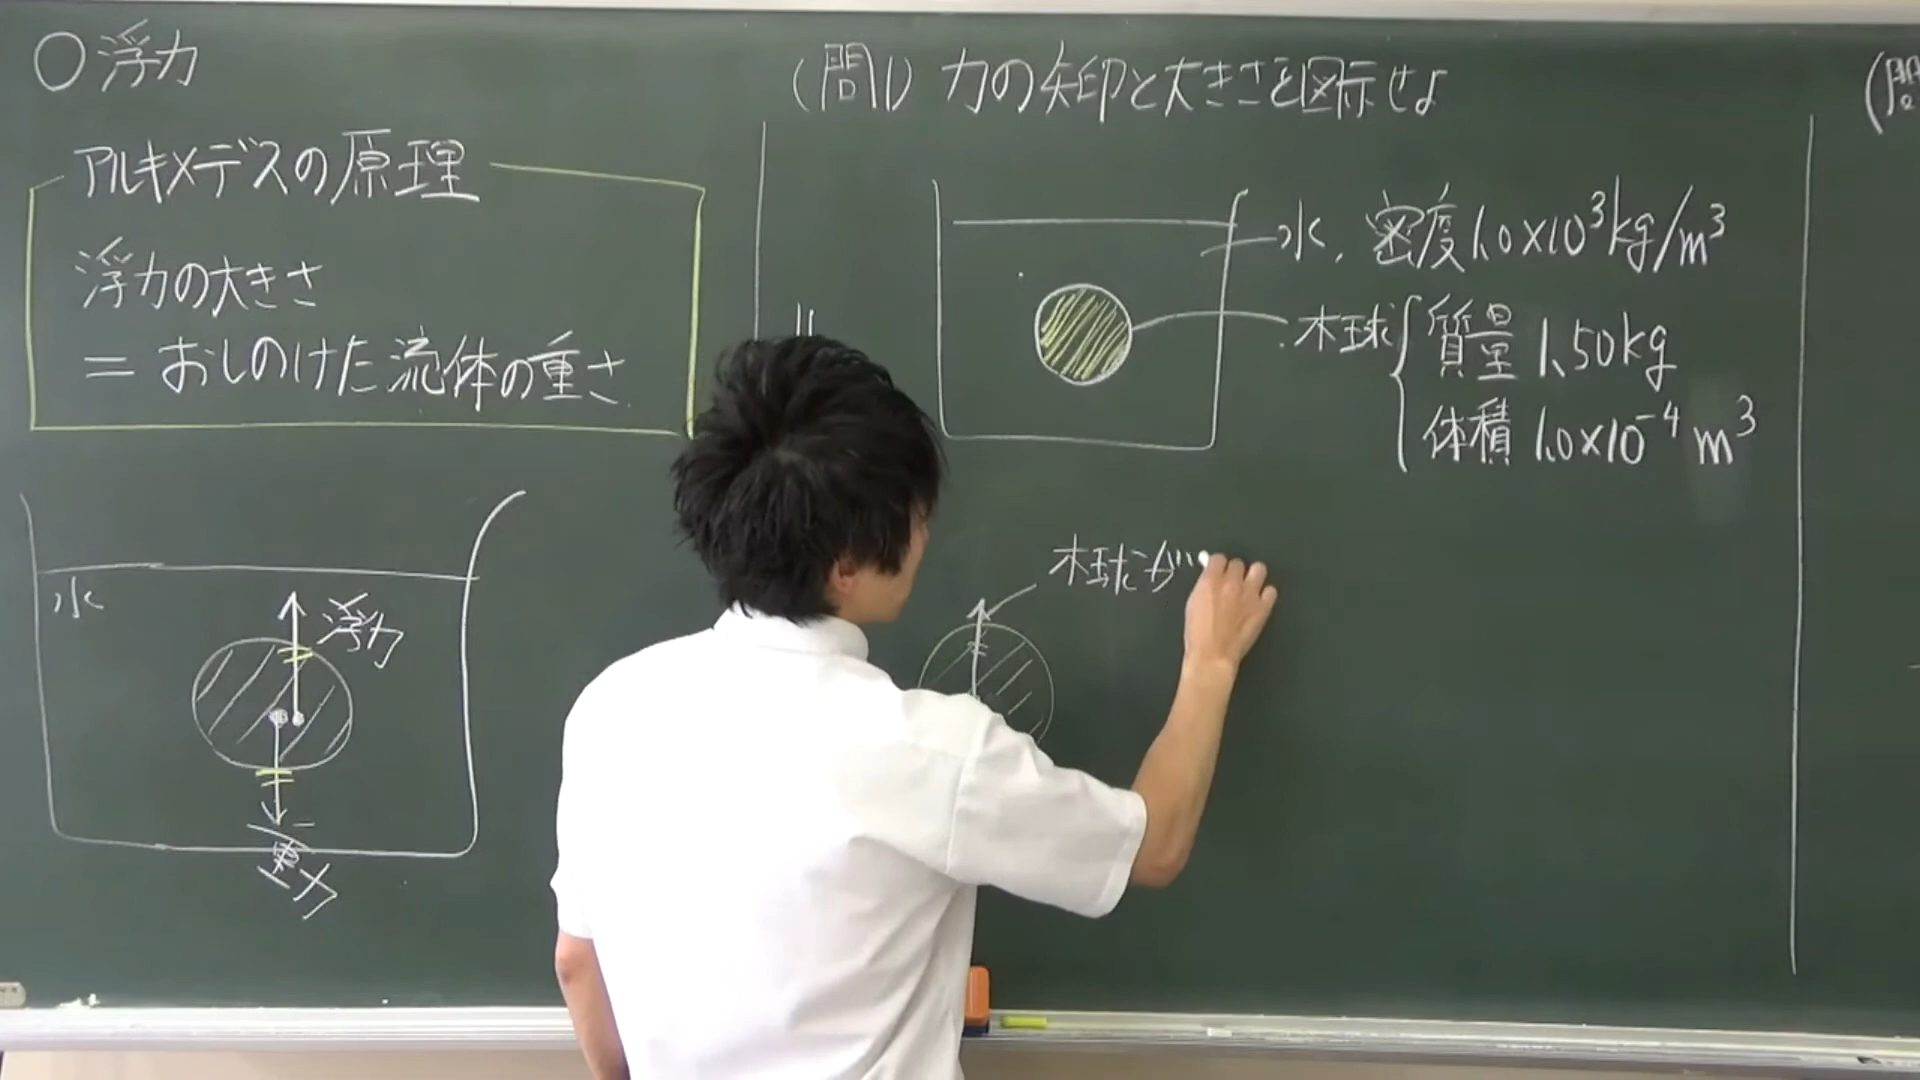 ○浮力
アルキメデスの原理
浮力の大きさ
= おしのけた流体の重さ
水
浮力
重力
(問1) 力の矢印と大きさを図示せよ
水, 密度1.0×10³kg/m³
木球 質量 1.50kg
体積 1.0×10⁻⁴ m³
木球が
(問